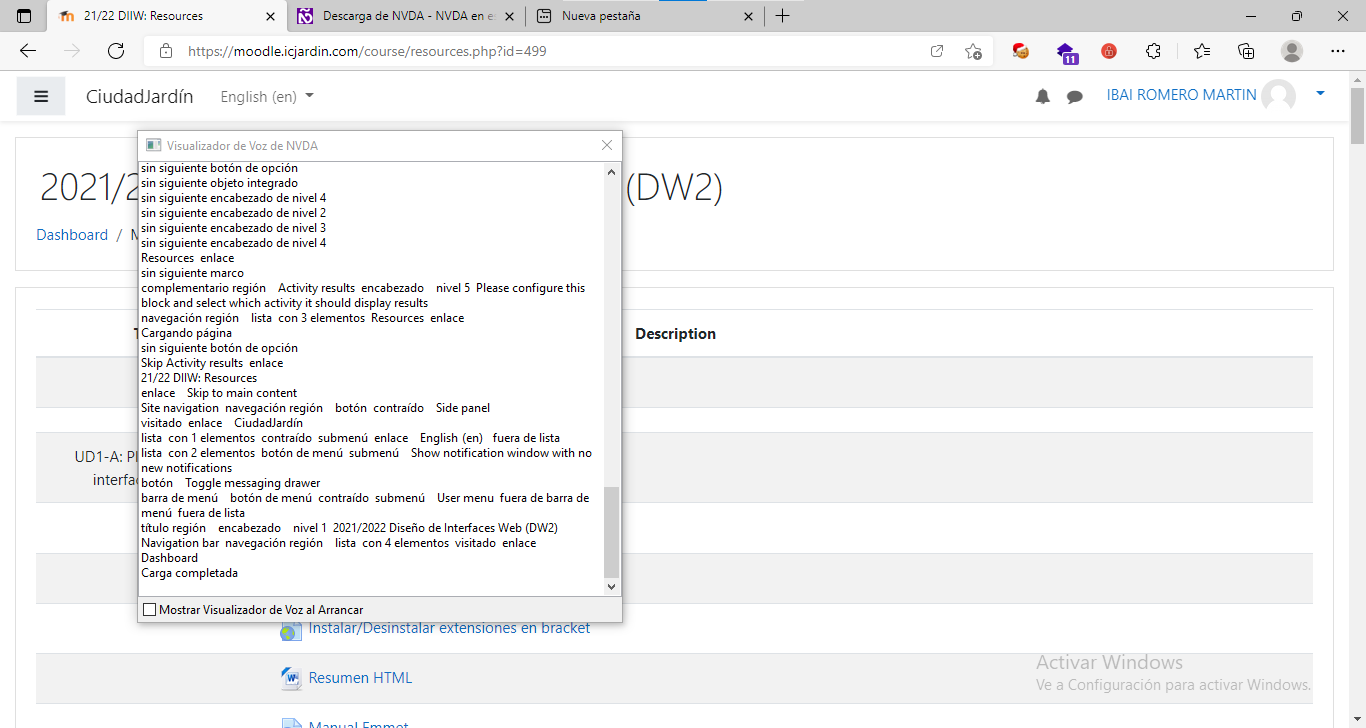 21/22 DIIW: Resources
Descarga de NVDA - NVDA en e
Nueva pestaña
https://moodle.icjardin.com/course/resources.php?id=499
11
CiudadJardín
English (en)
IBAI ROMERO MARTIN
2021/2
(DW2)
Dashboard /
Visualizador de Voz de NVDA
sin siguiente botón de opción
sin siguiente objeto integrado
sin siguiente encabezado de nivel 4
sin siguiente encabezado de nivel 2
sin siguiente encabezado de nivel 3
sin siguiente encabezado de nivel 4
Resources enlace
sin siguiente marco
complementario región Activity results encabezado nivel 5 Please configure this
block and select which activity it should display results
navegación región lista con 3 elementos Resources enlace
Cargando página
sin siguiente botón de opción
Skip Activity results enlace
21/22 DIIW: Resources
enlace Skip to main content
Site navigation navegación región botón contraído Side panel
visitado enlace CiudadJardín
lista con 1 elementos contraído submenú enlace English (en) fuera de lista
lista con 2 elementos botón de menú submenú Show notification window with no
new notifications
botón Toggle messaging drawer
barra de menú botón de menú contraído submenú User menu fuera de barra de
menú fuera de lista
título región encabezado nivel 1 2021/2022 Diseño de Interfaces Web (DW2)
Navigation bar navegación región lista con 4 elementos visitado enlace
Dashboard
Carga completada
Mostrar Visualizador de Voz al Arrancar
Description
UD1-A: Pl
interfac
Instalar/Desinstalar extensiones en bracket
Resumen HTML
Manual Emmet
Activar Windows
Ve a Configuración para activar Windows.